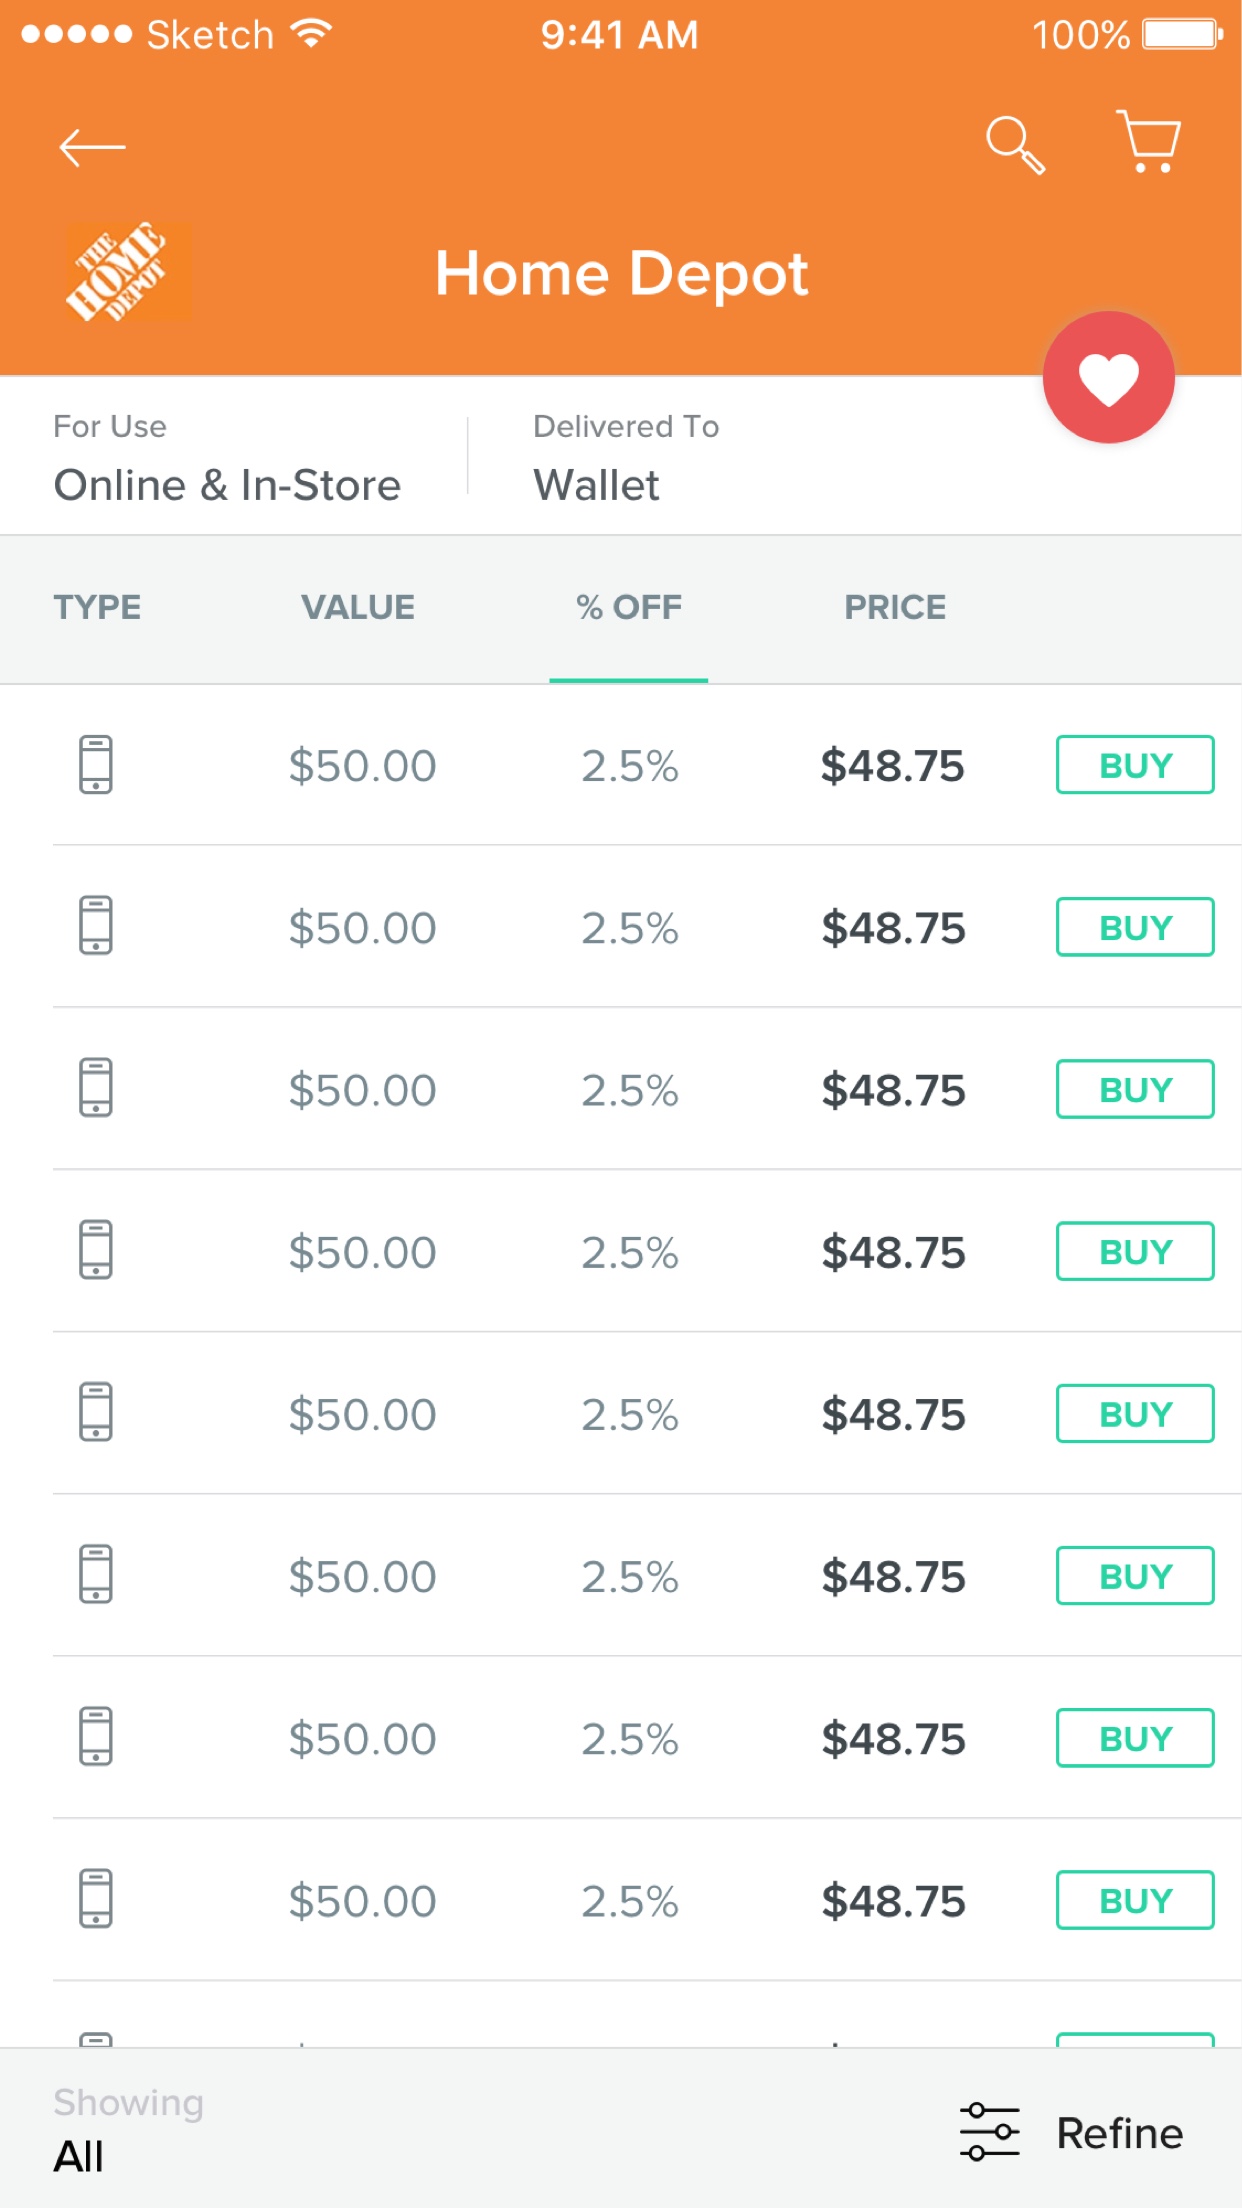 Sketch 9:41 AM 100%
THE
HOME
DEPOT
Home Depot
For Use Delivered To
Online & In-Store Wallet
TYPE VALUE % OFF PRICE
$50.00 2.5% $48.75 BUY
$50.00 2.5% $48.75 BUY
$50.00 2.5% $48.75 BUY
$50.00 2.5% $48.75 BUY
$50.00 2.5% $48.75 BUY
$50.00 2.5% $48.75 BUY
$50.00 2.5% $48.75 BUY
$50.00 2.5% $48.75 BUY
Showing
All Refine